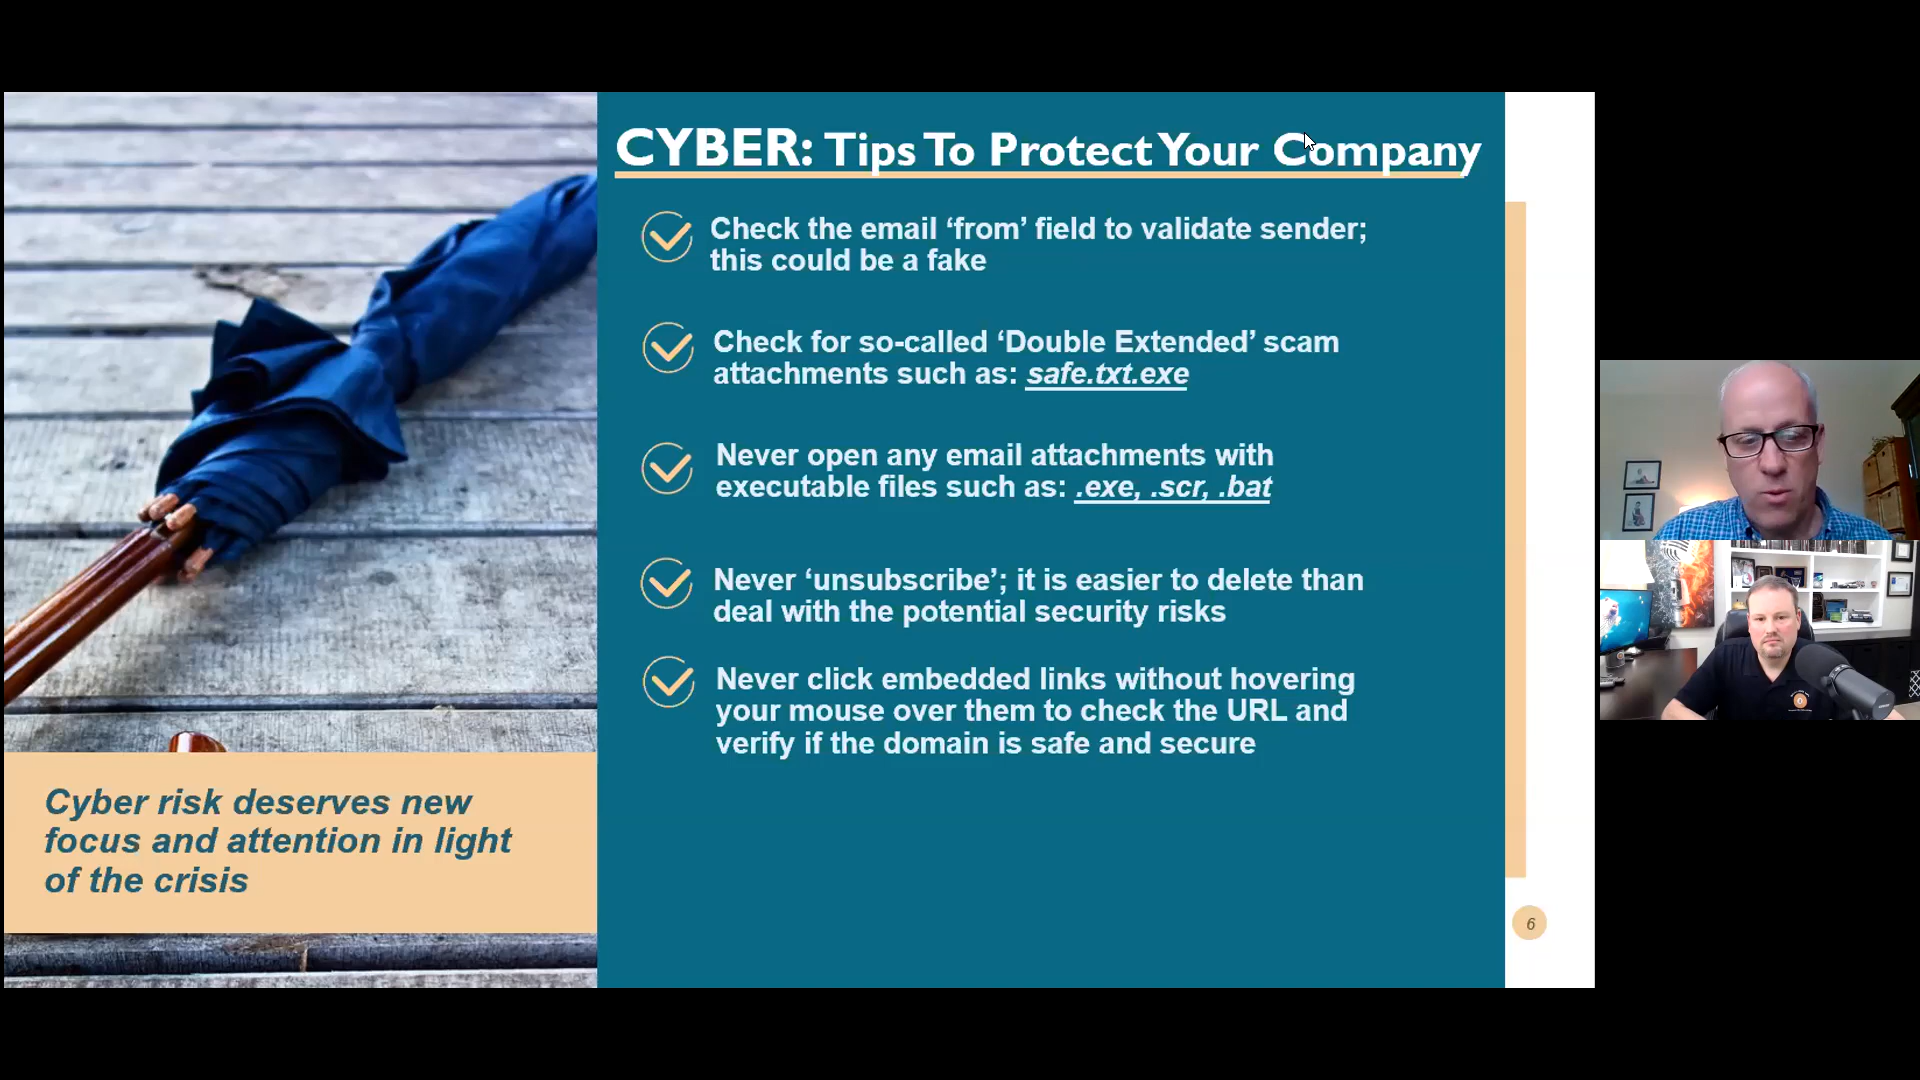 CYBER: Tips To Protect Your Company
Check the email ‘from’ field to validate sender;
this could be a fake
Check for so-called ‘Double Extended’ scam
attachments such as: safe.txt.exe
Never open any email attachments with
executable files such as: .exe, .scr, .bat
Never ‘unsubscribe’; it is easier to delete than
deal with the potential security risks
Never click embedded links without hovering
your mouse over them to check the URL and
verify if the domain is safe and secure
Cyber risk deserves new
focus and attention in light
of the crisis
6